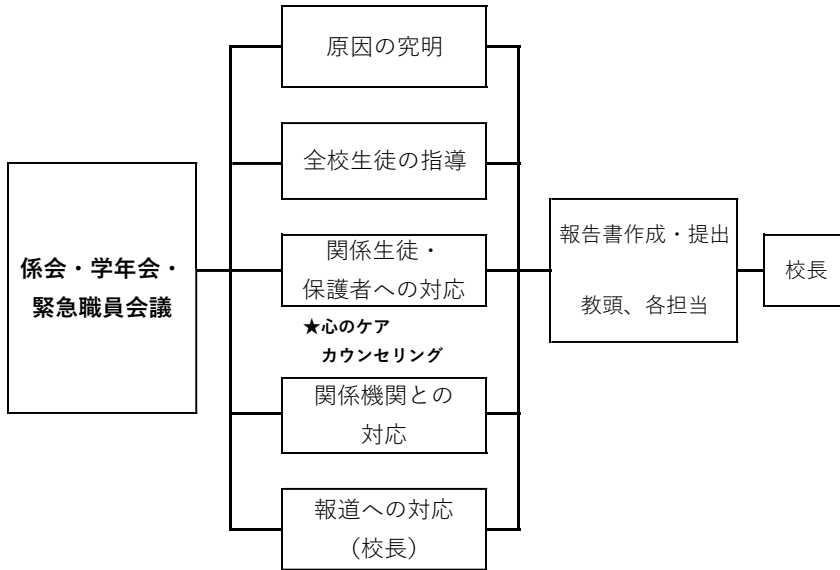 係会・学年会・
緊急職員会議
原因の究明
全校生徒の指導
関係生徒・
保護者への対応
★心のケア
カウンセリング
関係機関との
対応
報道への対応
（校長）
報告書作成・提出
教頭、各担当
校長